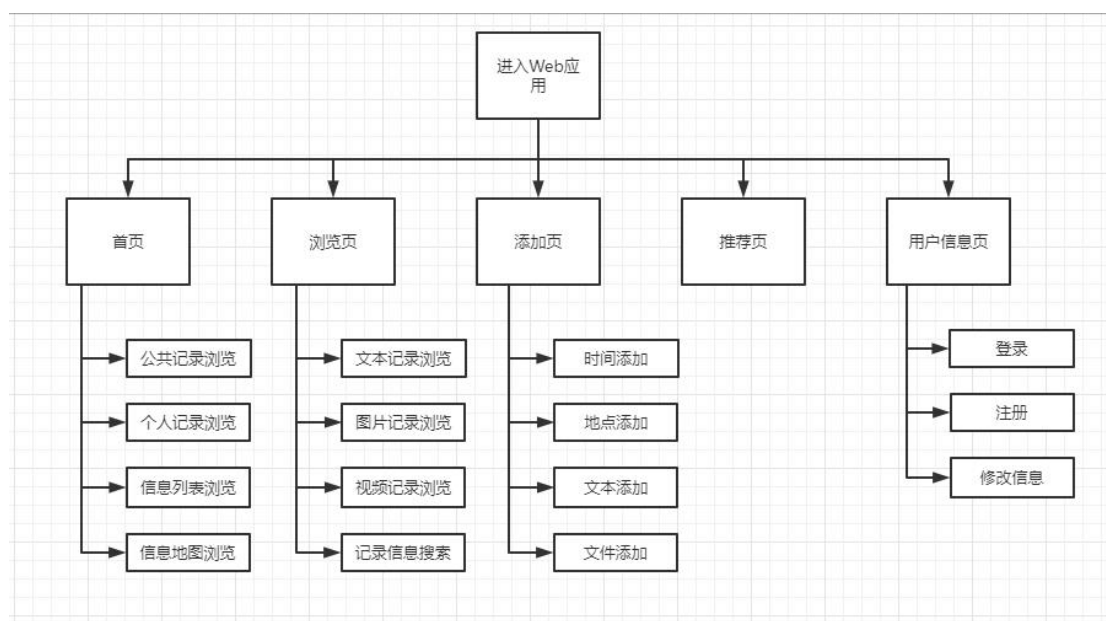 进入Web应
用
首页
浏览页
添加页
推荐页
用户信息页
公共记录浏览
个人记录浏览
信息列表浏览
信息地图浏览
文本记录浏览
图片记录浏览
视频记录浏览
记录信息搜索
时间添加
地点添加
文本添加
文件添加
登录
注册
修改信息